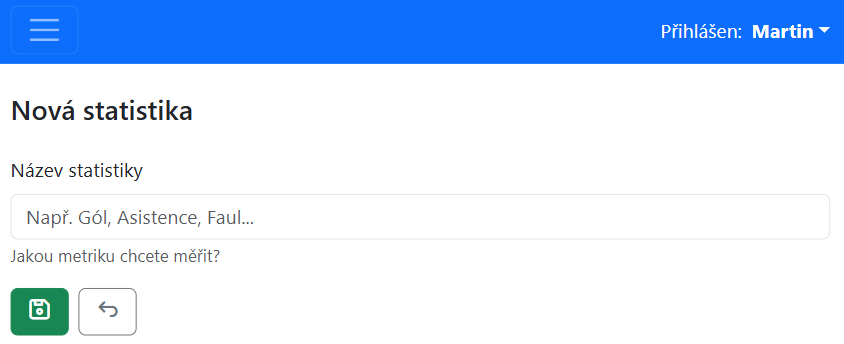 Přihlášen: Martin
Nová statistika
Název statistiky
Např. Gól, Asistence, Faul...
Jakou metriku chcete měřit?